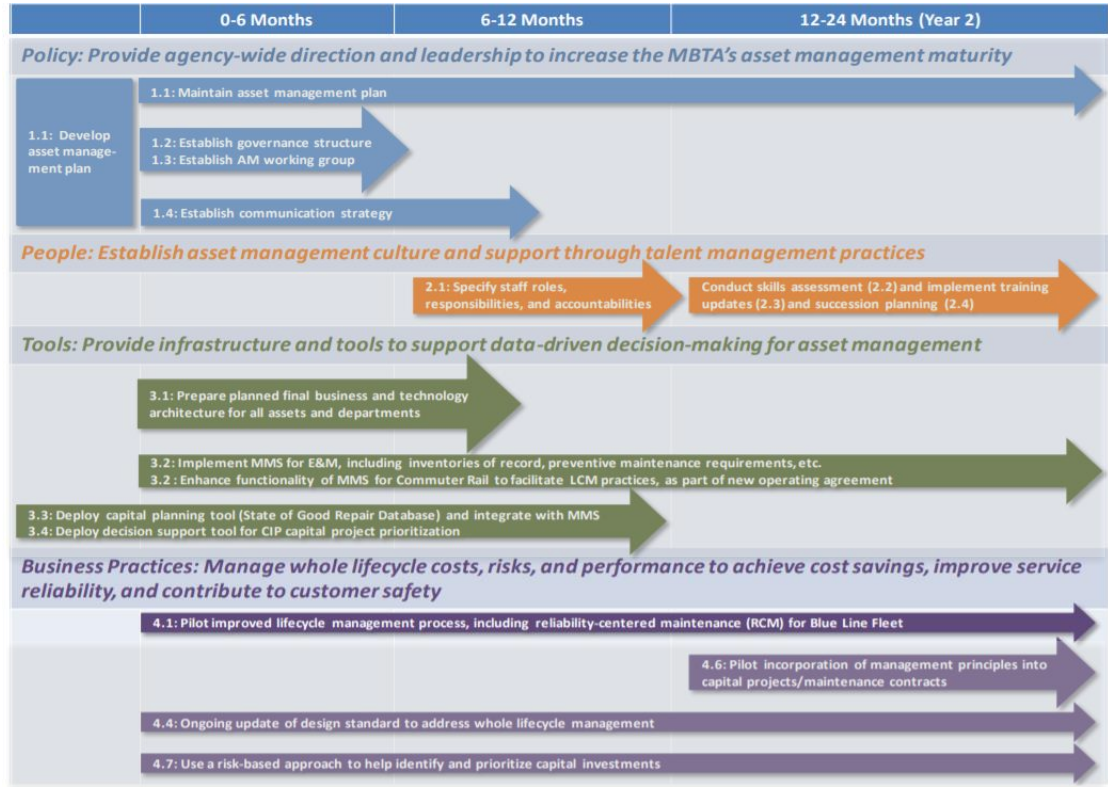 0-6 Months
6-12 Months
12-24 Months (Year 2)
Policy: Provide agency-wide direction and leadership to increase the MBTA's asset management maturity
1.1: Develop
asset manage-
ment plan
1.1: Maintain asset management plan
1.2: Establish governance structure
1.3: Establish AM working group
1.4: Establish communication strategy
People: Establish asset management culture and support through talent management practices
2.1: Specify staff roles,
responsibilities, and accountabilities
Conduct skills assessment (2.2) and implement training
updates (2.3) and succession planning (2.4)
Tools: Provide infrastructure and tools to support data-driven decision-making for asset management
3.1: Prepare planned final business and technology
architecture for all assets and departments
3.2: Implement MMS for E&M, including inventories of record, preventive maintenance requirements, etc.
3.2 : Enhance functionality of MMS for Commuter Rail to facilitate LCM practices, as part of new operating agreement
3.3: Deploy capital planning tool (State of Good Repair Database) and integrate with MMS
3.4: Deploy decision support tool for CIP capital project prioritization
Business Practices: Manage whole lifecycle costs, risks, and performance to achieve cost savings, improve service
reliability, and contribute to customer safety
4.1: Pilot improved lifecycle management process, including reliability-centered maintenance (RCM) for Blue Line Fleet
4.6: Pilot incorporation of management principles into
capital projects/maintenance contracts
4.4: Ongoing update of design standard to address whole lifecycle management
4.7: Use a risk-based approach to help identify and prioritize capital investments